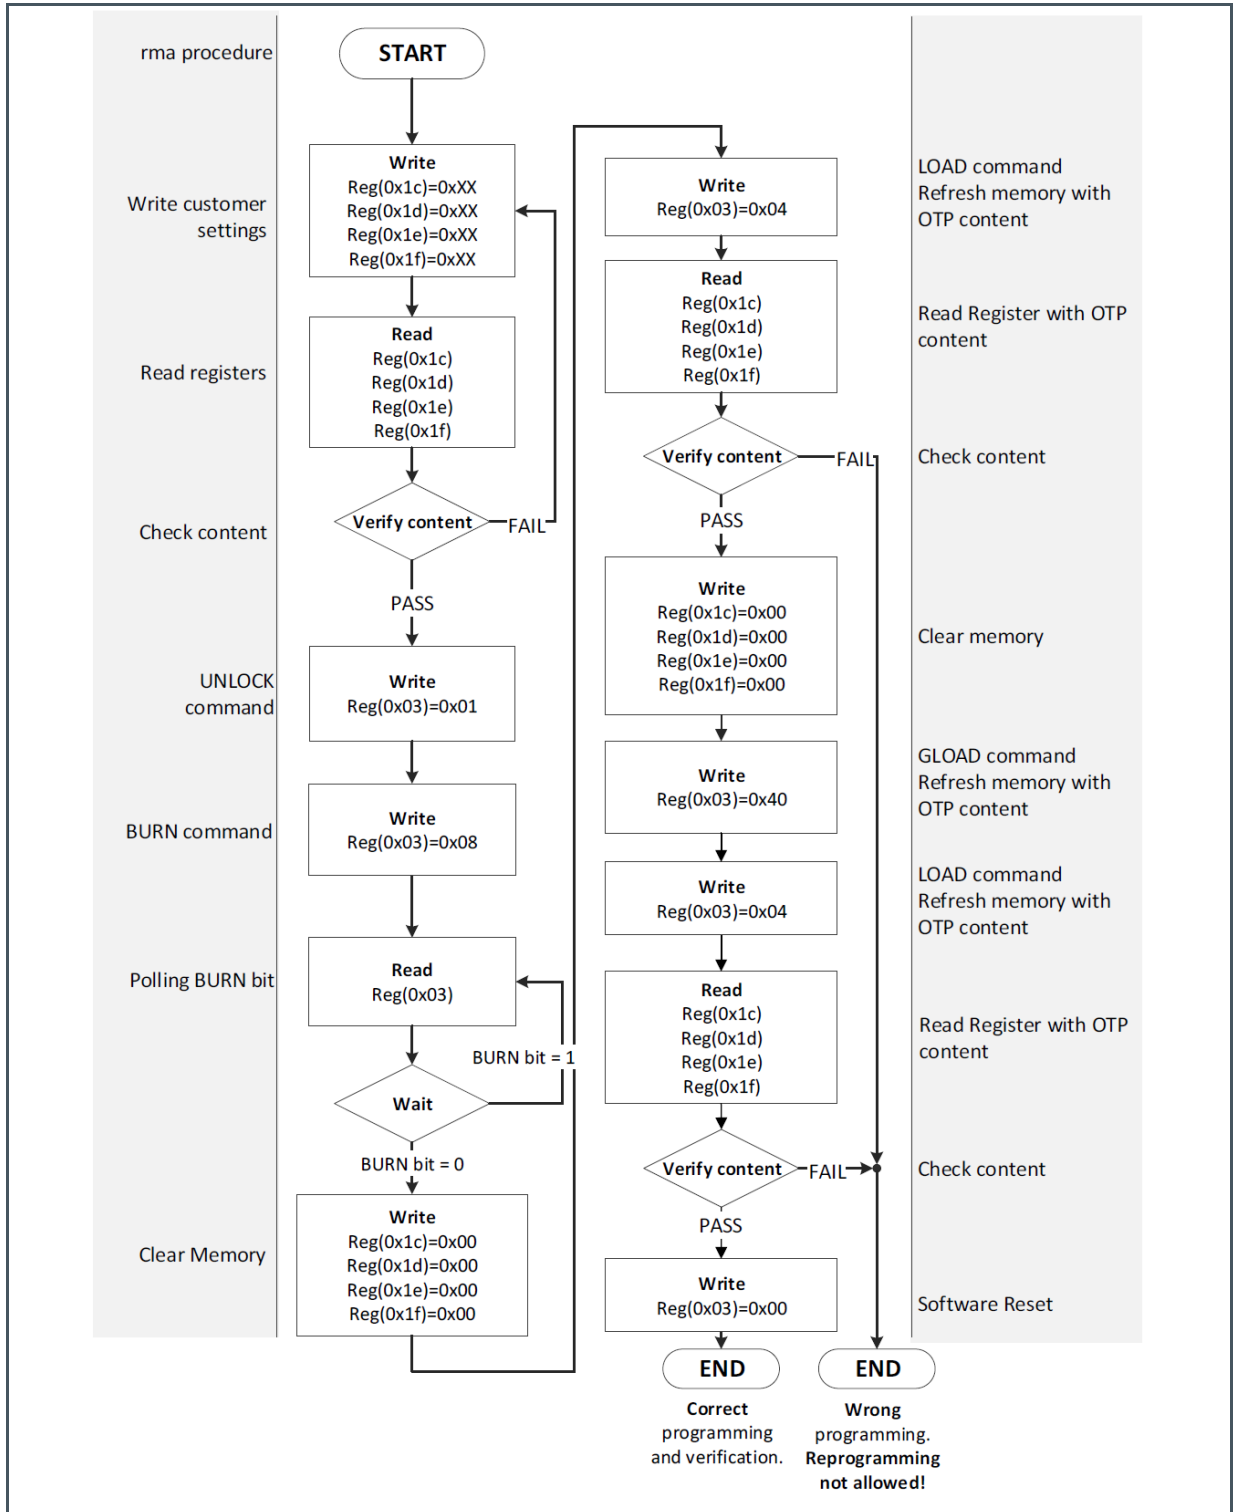 rma procedure
START
Write customer
settings
Write
Reg(0x1c)=0xXX
Reg(0x1d)=0xXX
Reg(0x1e)=0xXX
Reg(0x1f)=0xXX
Read registers
Read
Reg(0x1c)
Reg(0x1d)
Reg(0x1e)
Reg(0x1f)
Check content
Verify content
FAIL
PASS
UNLOCK
command
Write
Reg(0x03)=0x01
BURN command
Write
Reg(0x03)=0x08
Polling BURN bit
Read
Reg(0x03)
BURN bit = 1
Wait
BURN bit = 0
Clear Memory
Write
Reg(0x1c)=0x00
Reg(0x1d)=0x00
Reg(0x1e)=0x00
Reg(0x1f)=0x00
Write
Reg(0x03)=0x04
LOAD command
Refresh memory with
OTP content
Read
Reg(0x1c)
Reg(0x1d)
Reg(0x1e)
Reg(0x1f)
Read Register with OTP
content
Verify content
FAIL
Check content
PASS
Write
Reg(0x1c)=0x00
Reg(0x1d)=0x00
Reg(0x1e)=0x00
Reg(0x1f)=0x00
Clear memory
Write
Reg(0x03)=0x40
GLOAD command
Refresh memory with
OTP content
Write
Reg(0x03)=0x04
LOAD command
Refresh memory with
OTP content
Read
Reg(0x1c)
Reg(0x1d)
Reg(0x1e)
Reg(0x1f)
Read Register with OTP
content
Verify content
FAIL
Check content
PASS
Write
Reg(0x03)=0x00
Software Reset
END
Correct
programming
and verification.
END
Wrong
programming.
Reprogramming
not allowed!